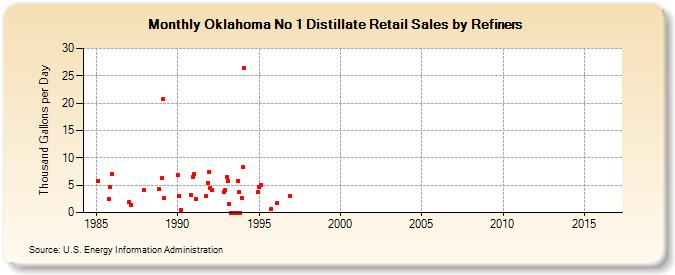 Monthly Oklahoma No 1 Distillate Retail Sales by Refiners
Thousand Gallons per Day
30
25
20
15
10
5
0
1985 1990 1995 2000 2005 2010 2015
Source: U.S. Energy Information Administration